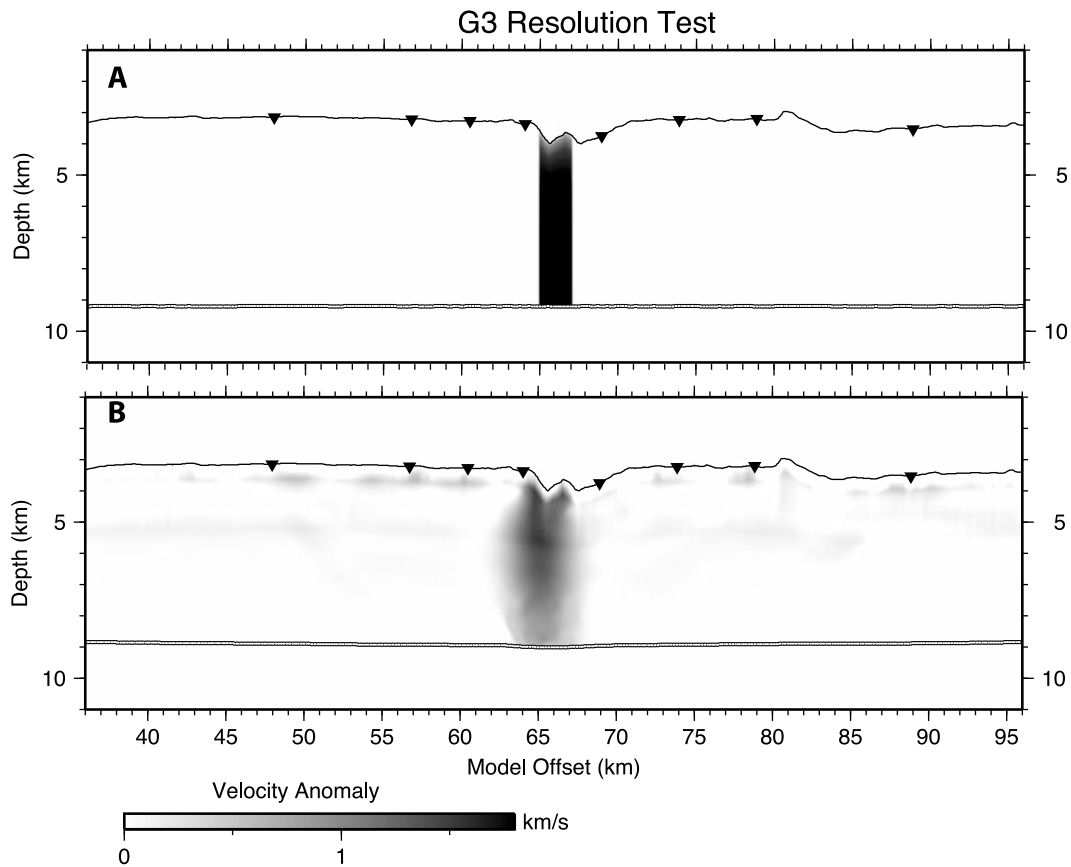 G3 Resolution Test
A
Depth (km)
5
5
10
10
B
Depth (km)
5
5
10
10
40 45 50 55 60 65 70 75 80 85 90 95
Model Offset (km)
Velocity Anomaly
km/s
0 1